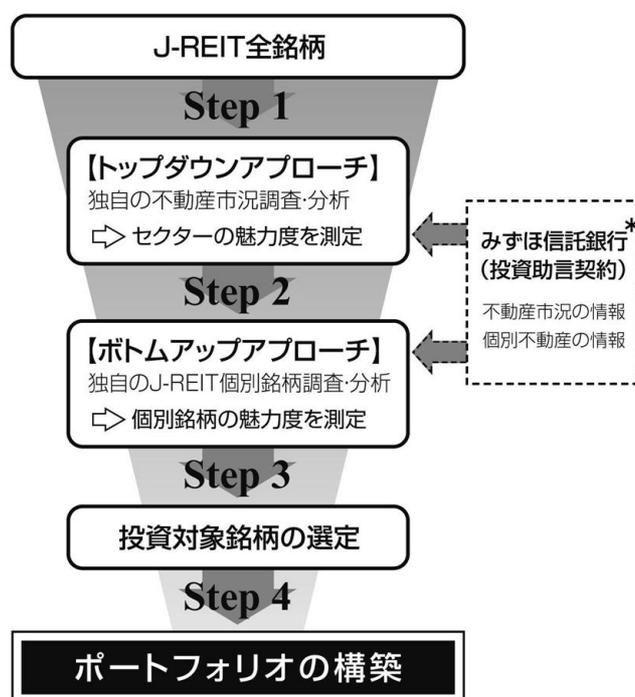 J-REIT全銘柄
Step 1
【トップダウンアプローチ】
独自の不動産市況調査・分析
⇨ セクターの魅力度を測定
みずほ信託銀行*
(投資助言契約)
不動産市況の情報
個別不動産の情報
Step 2
【ボトムアップアプローチ】
独自のJ-REIT個別銘柄調査・分析
⇨ 個別銘柄の魅力度を測定
Step 3
投資対象銘柄の選定
Step 4
ポートフォリオの構築